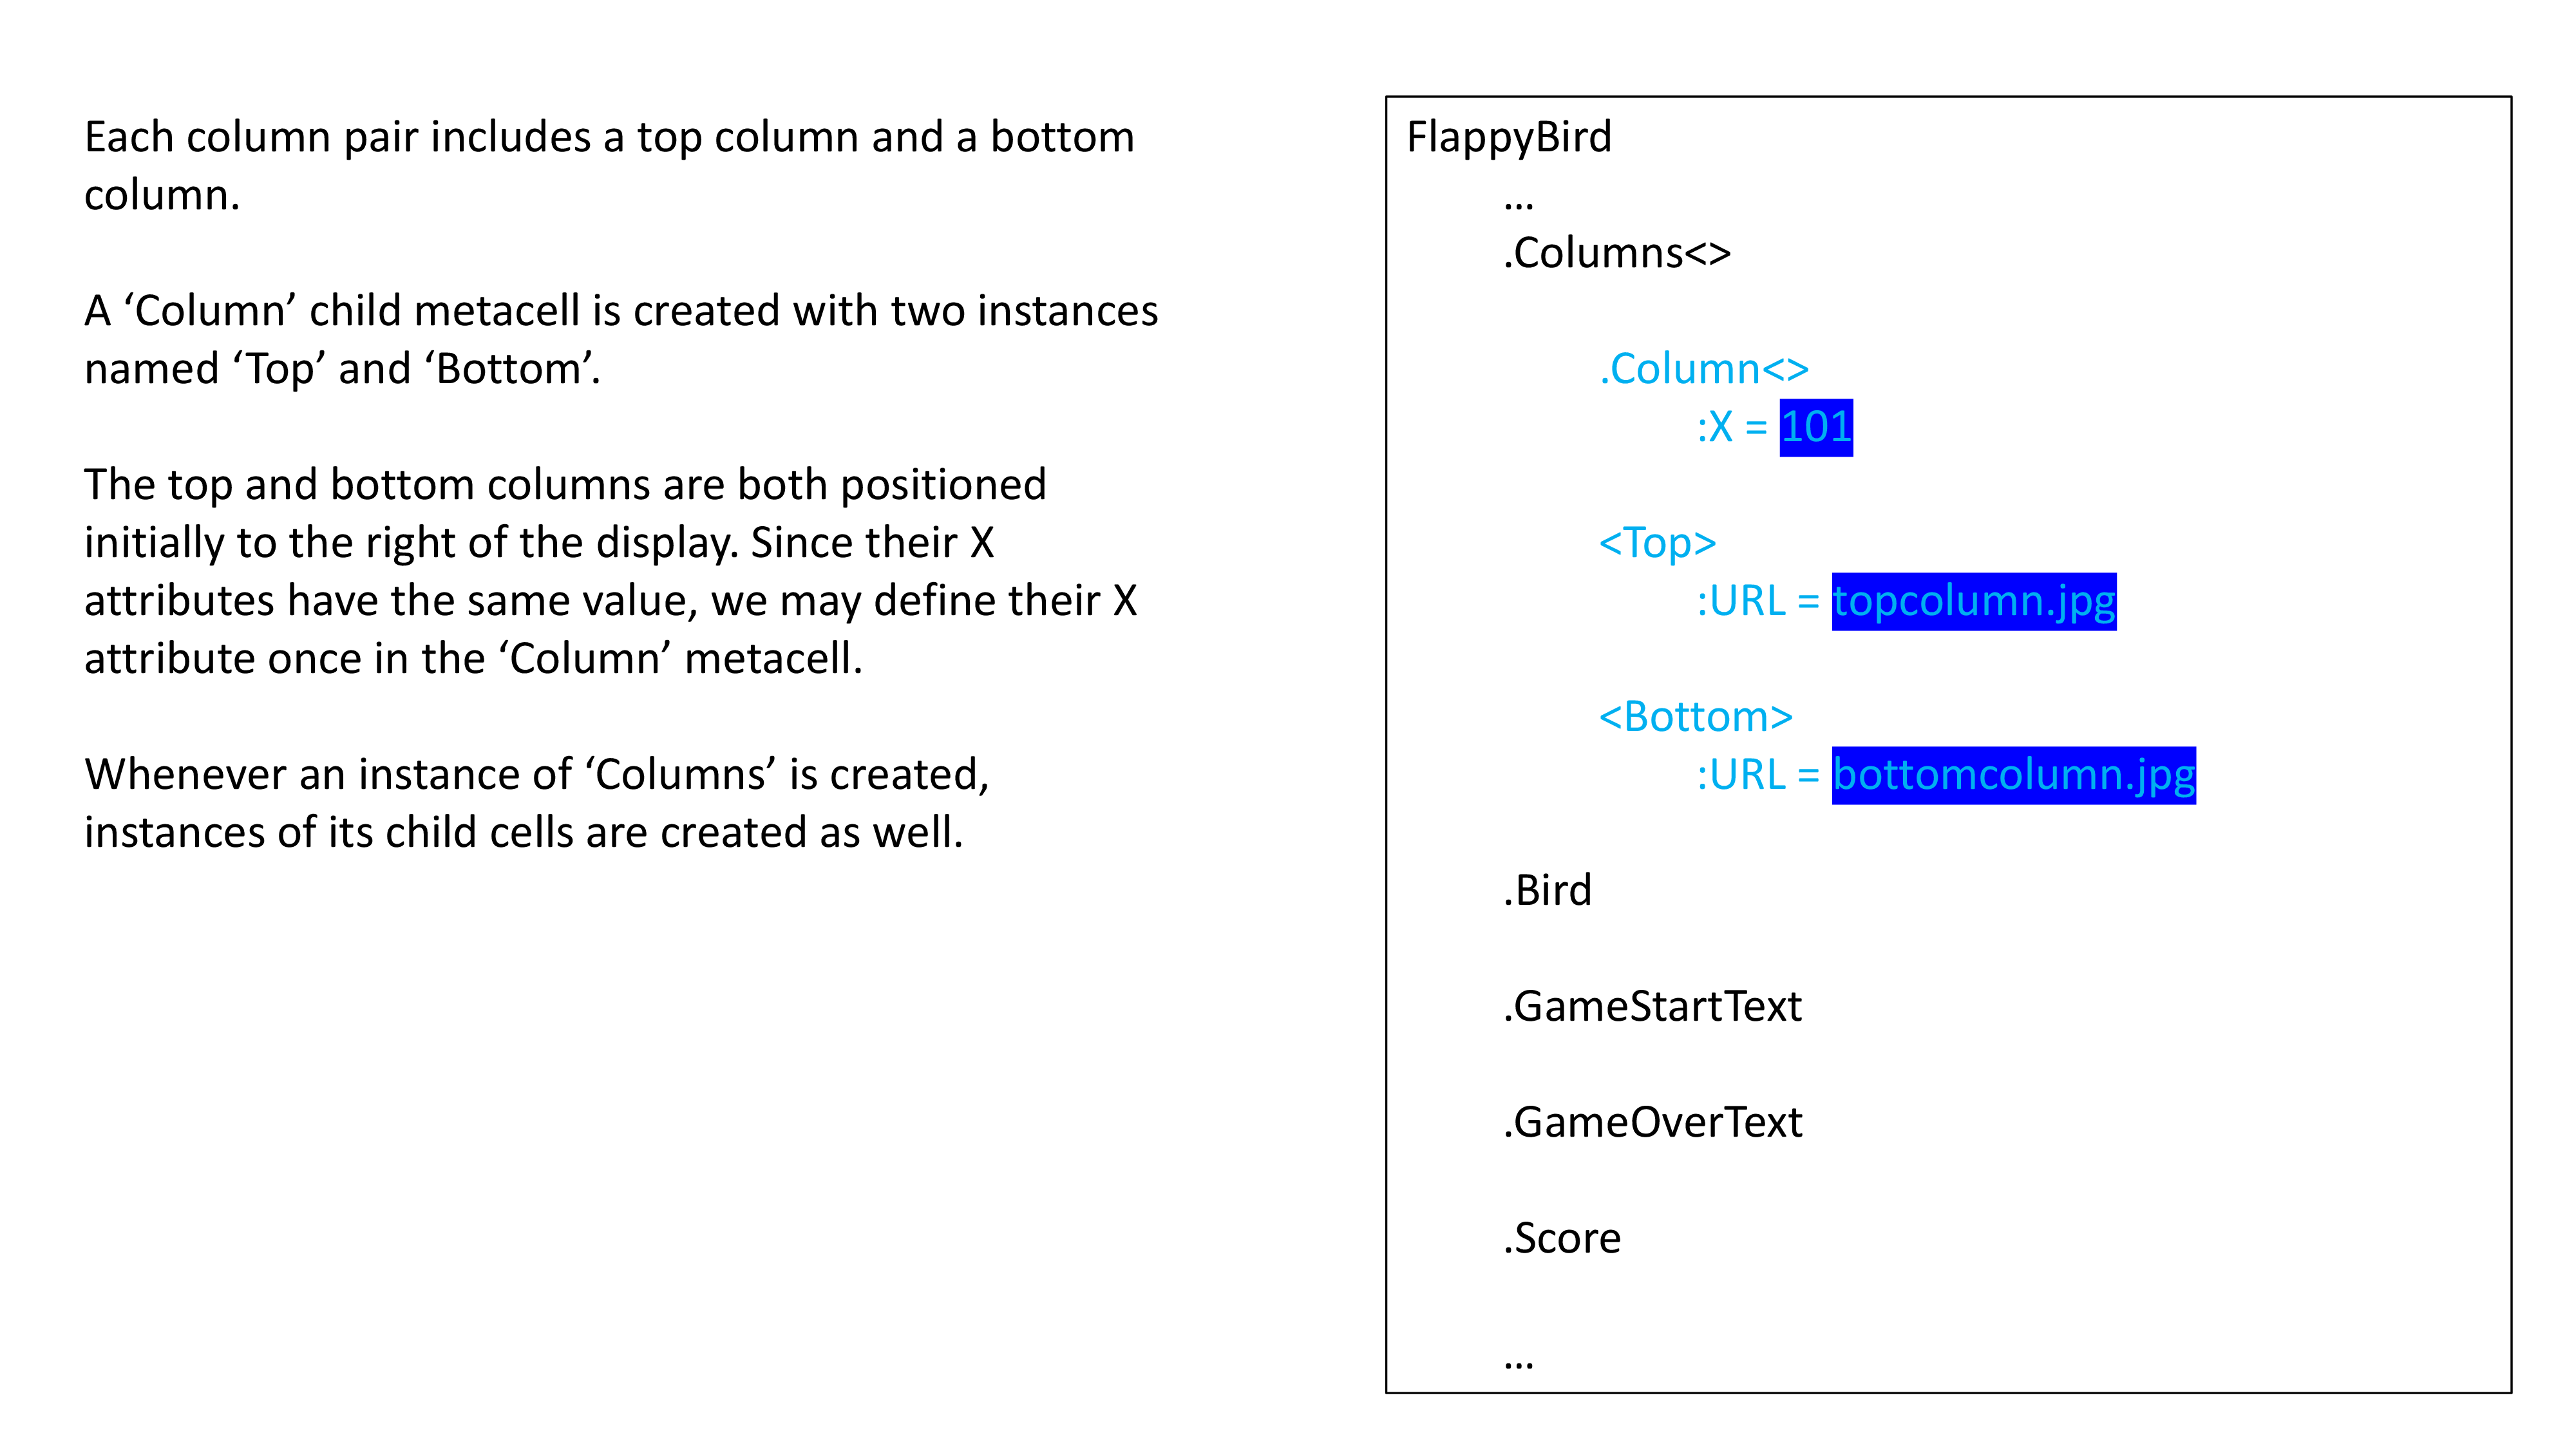 Each column pair includes a top column and a bottom
column.
A ‘Column’ child metacell is created with two instances
named ‘Top’ and ‘Bottom’.
The top and bottom columns are both positioned
initially to the right of the display. Since their X
attributes have the same value, we may define their X
attribute once in the ‘Column’ metacell.
Whenever an instance of ‘Columns’ is created,
instances of its child cells are created as well.
FlappyBird
…
.Columns<>
.Column<>
:X = 101
<Top>
:URL = topcolumn.jpg
<Bottom>
:URL = bottomcolumn.jpg
.Bird
.GameStartText
.GameOverText
.Score
…